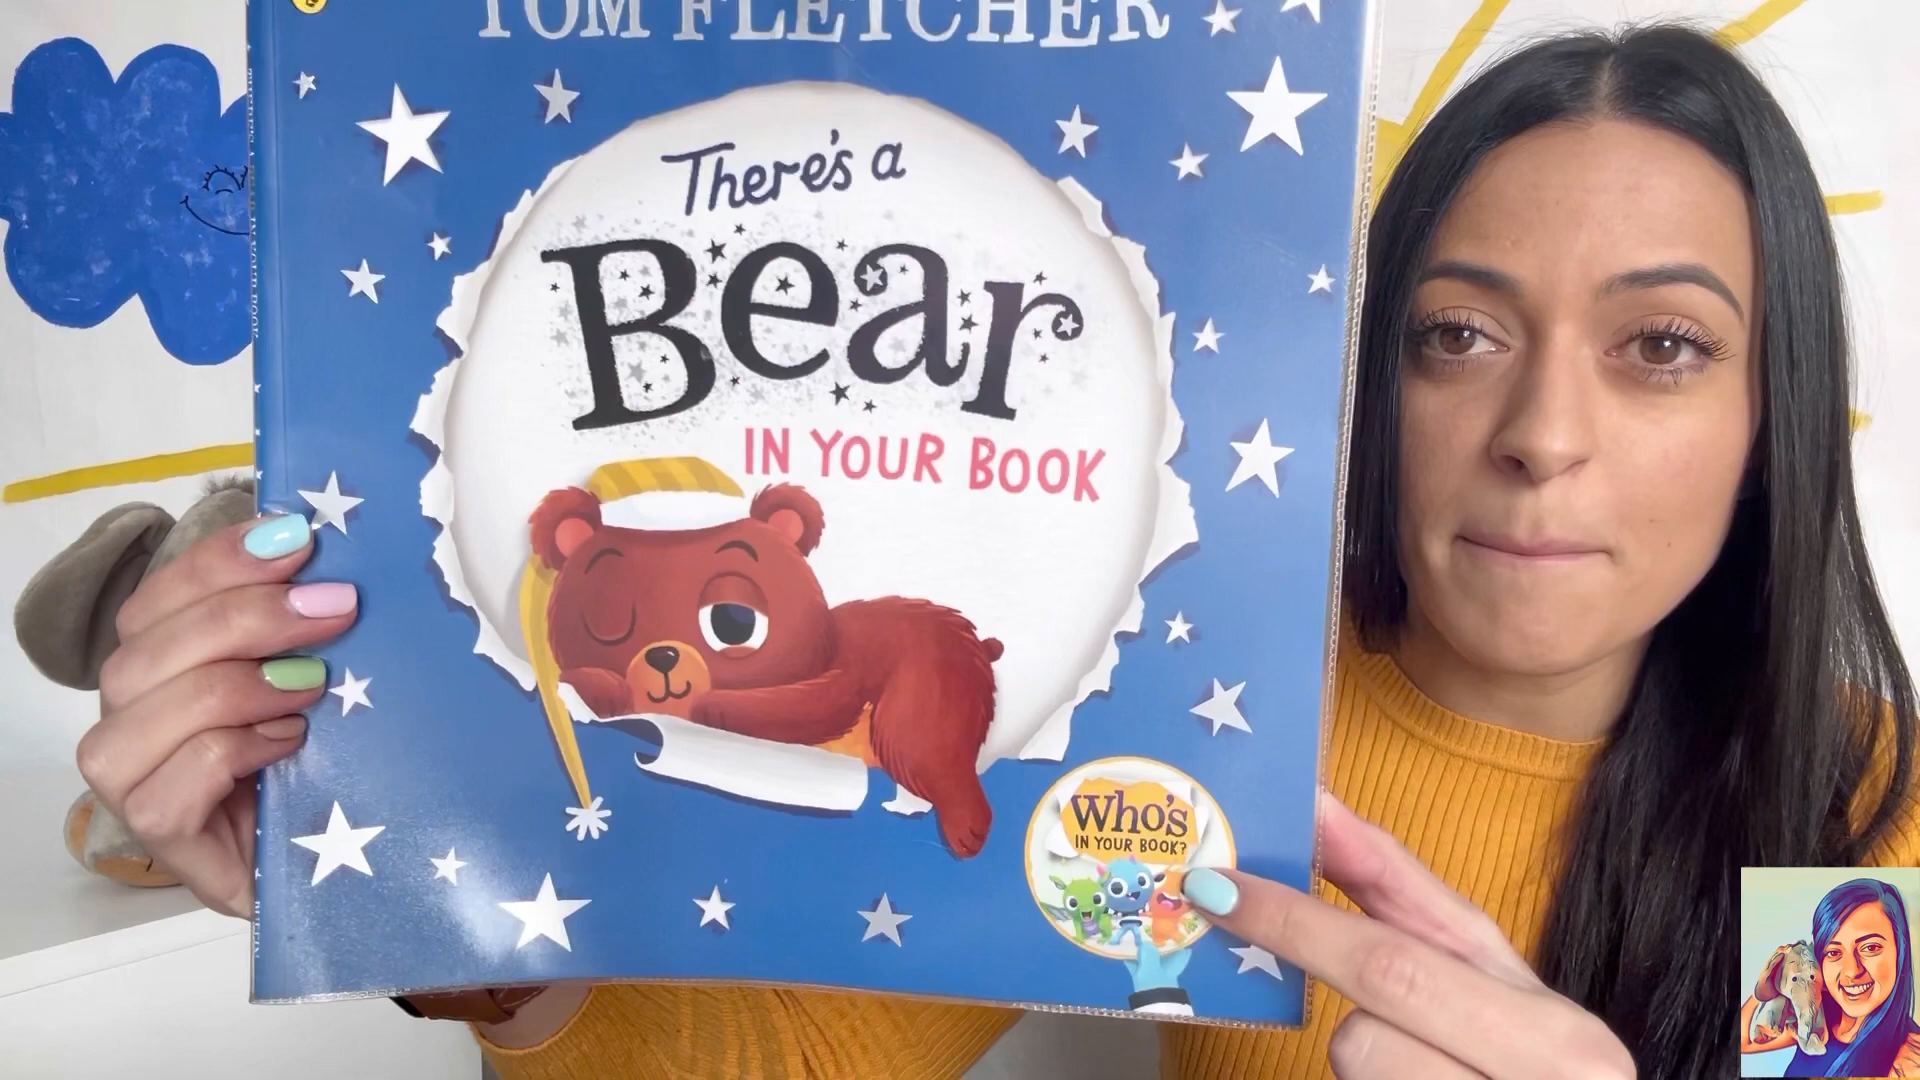 TOM FLETCHER
There's a
Bear
IN YOUR BOOK
Who's
IN YOUR BOOK?